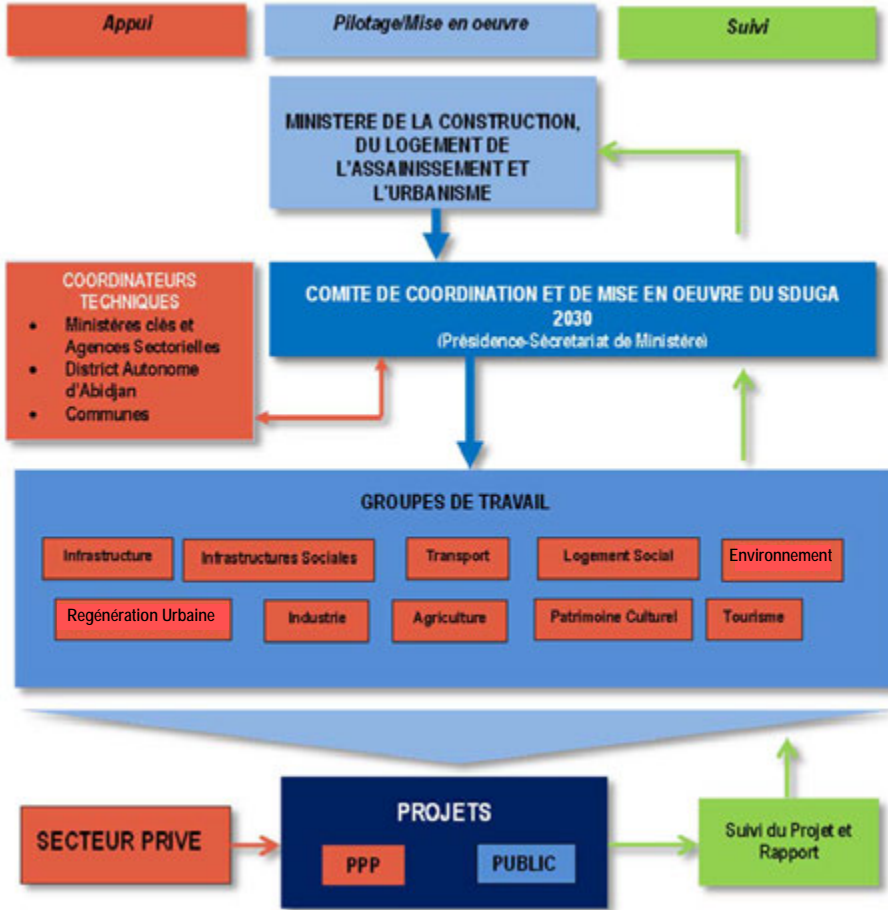 Appui
Pilotage/Mise en oeuvre
Suivi
MINISTERE DE LA CONSTRUCTION,
DU LOGEMENT DE
L'ASSAINISSEMENT ET
L'URBANISME
COORDINATEURS
TECHNIQUES
• Ministères clés et
Agences Sectorielles
• District Autonome
d'Abidjan
• Communes
COMITE DE COORDINATION ET DE MISE EN OEUVRE DU SDUGA
2030
(Présidence-Sécretariat de Ministère)
GROUPES DE TRAVAIL
Infrastructure
Infrastructures Sociales
Transport
Logement Social
Environnement
Regénération Urbaine
Industrie
Agriculture
Patrimoine Culturel
Tourisme
SECTEUR PRIVE
PROJETS
PPP
PUBLIC
Suivi du Projet et
Rapport